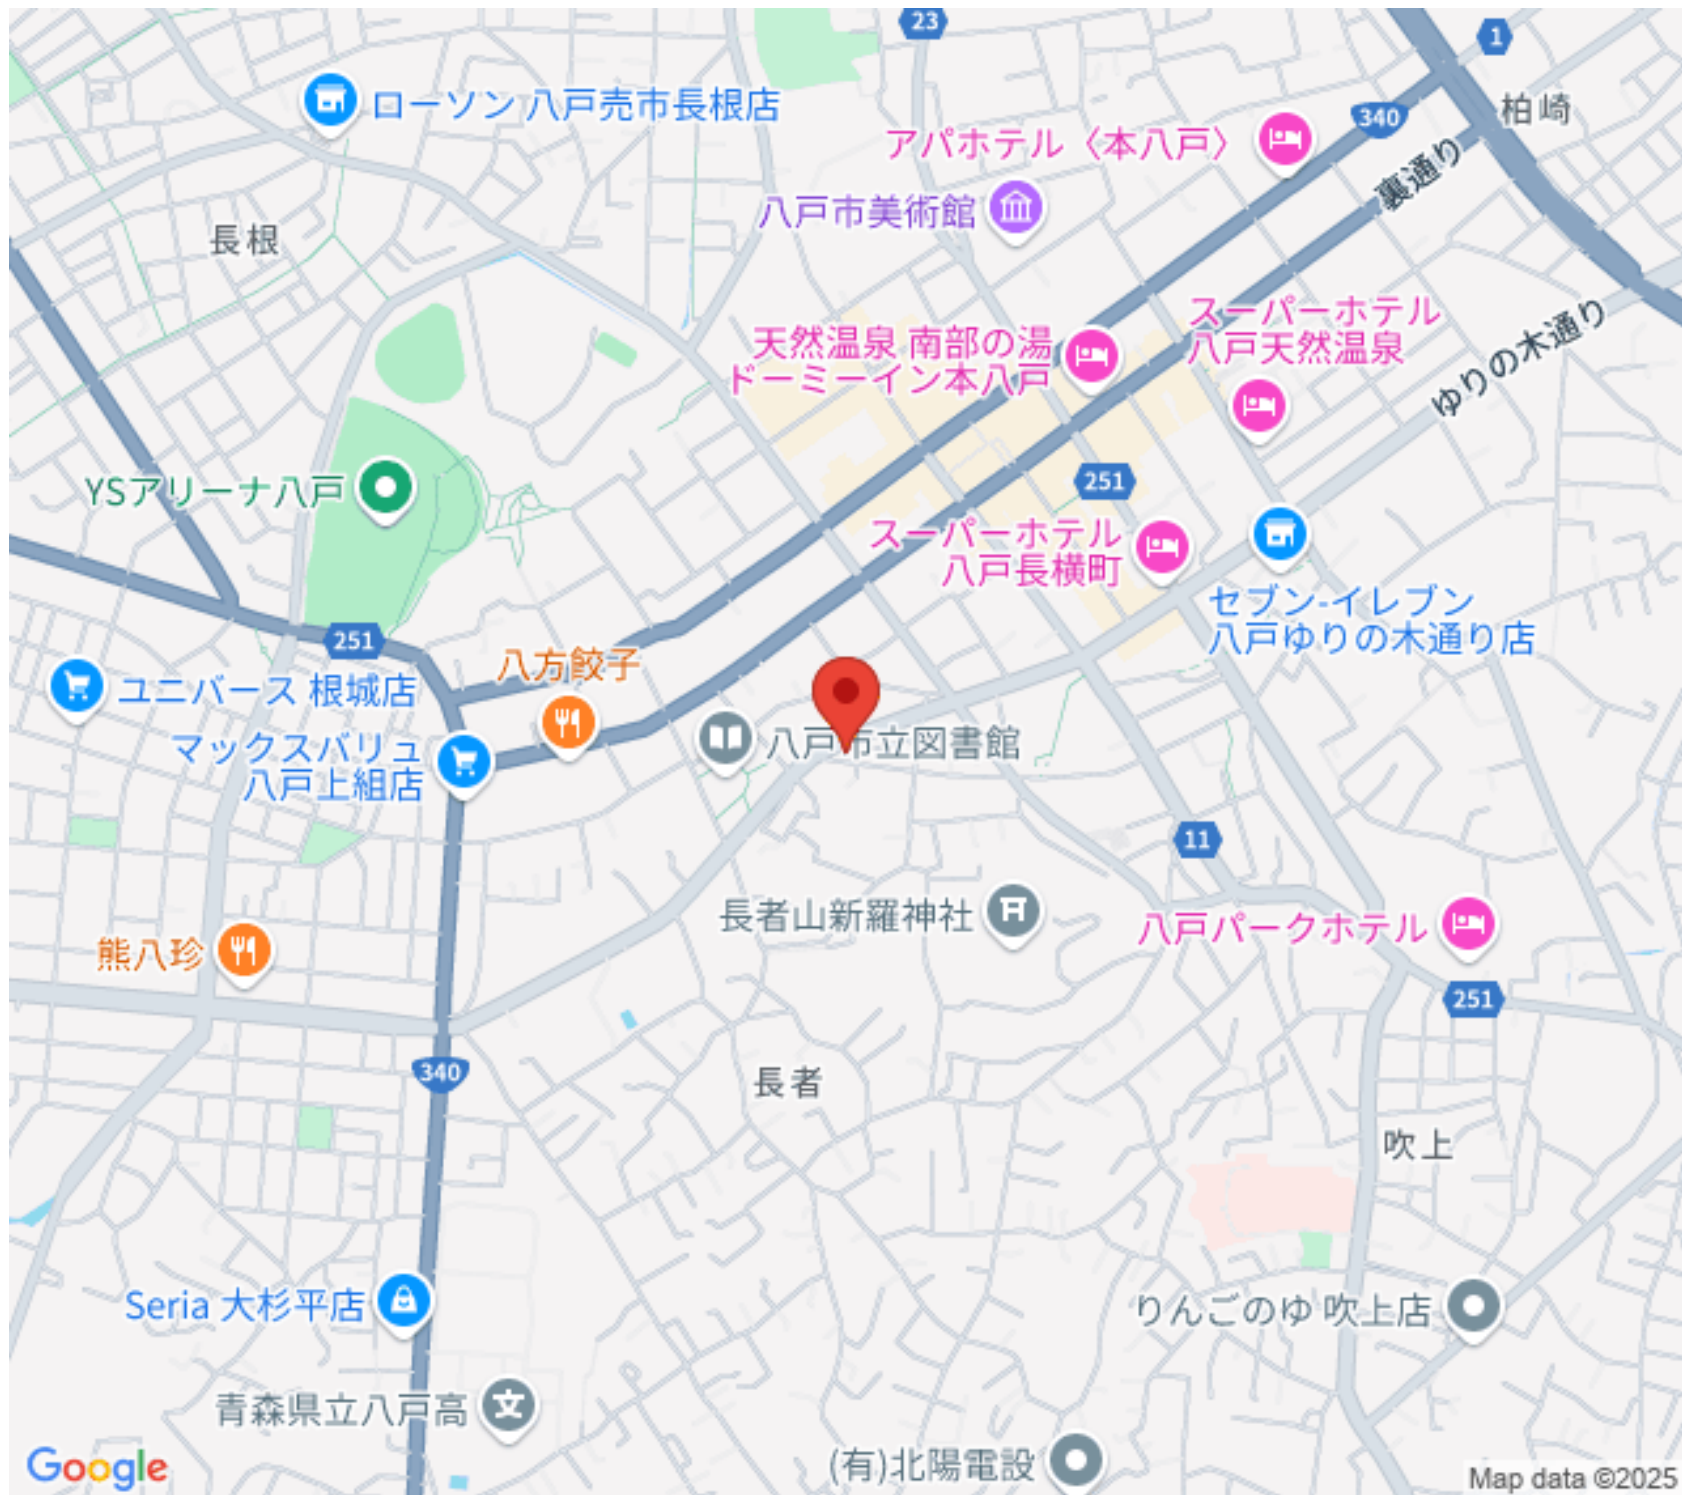 23
1
ローソン 八戸売市長根店
340
柏崎
アパホテル〈本八戸〉
裏通り
八戸市美術館
長根
スーパーホテル
八戸天然温泉
天然温泉 南部の湯
ドーミーイン本八戸
ゆりの木通り
YSアリーナ八戸
251
スーパーホテル
八戸長横町
セブン-イレブン
八戸ゆりの木通り店
251
八方餃子
ユニバース 根城店
マックスバリュ
八戸上組店
八戸市立図書館
11
長者山新羅神社
八戸パークホテル
熊八珍
251
340
長者
吹上
Seria 大杉平店
りんごのゆ 吹上店
青森県立八戸高
(有)北陽電設
Google
Map data ©2025